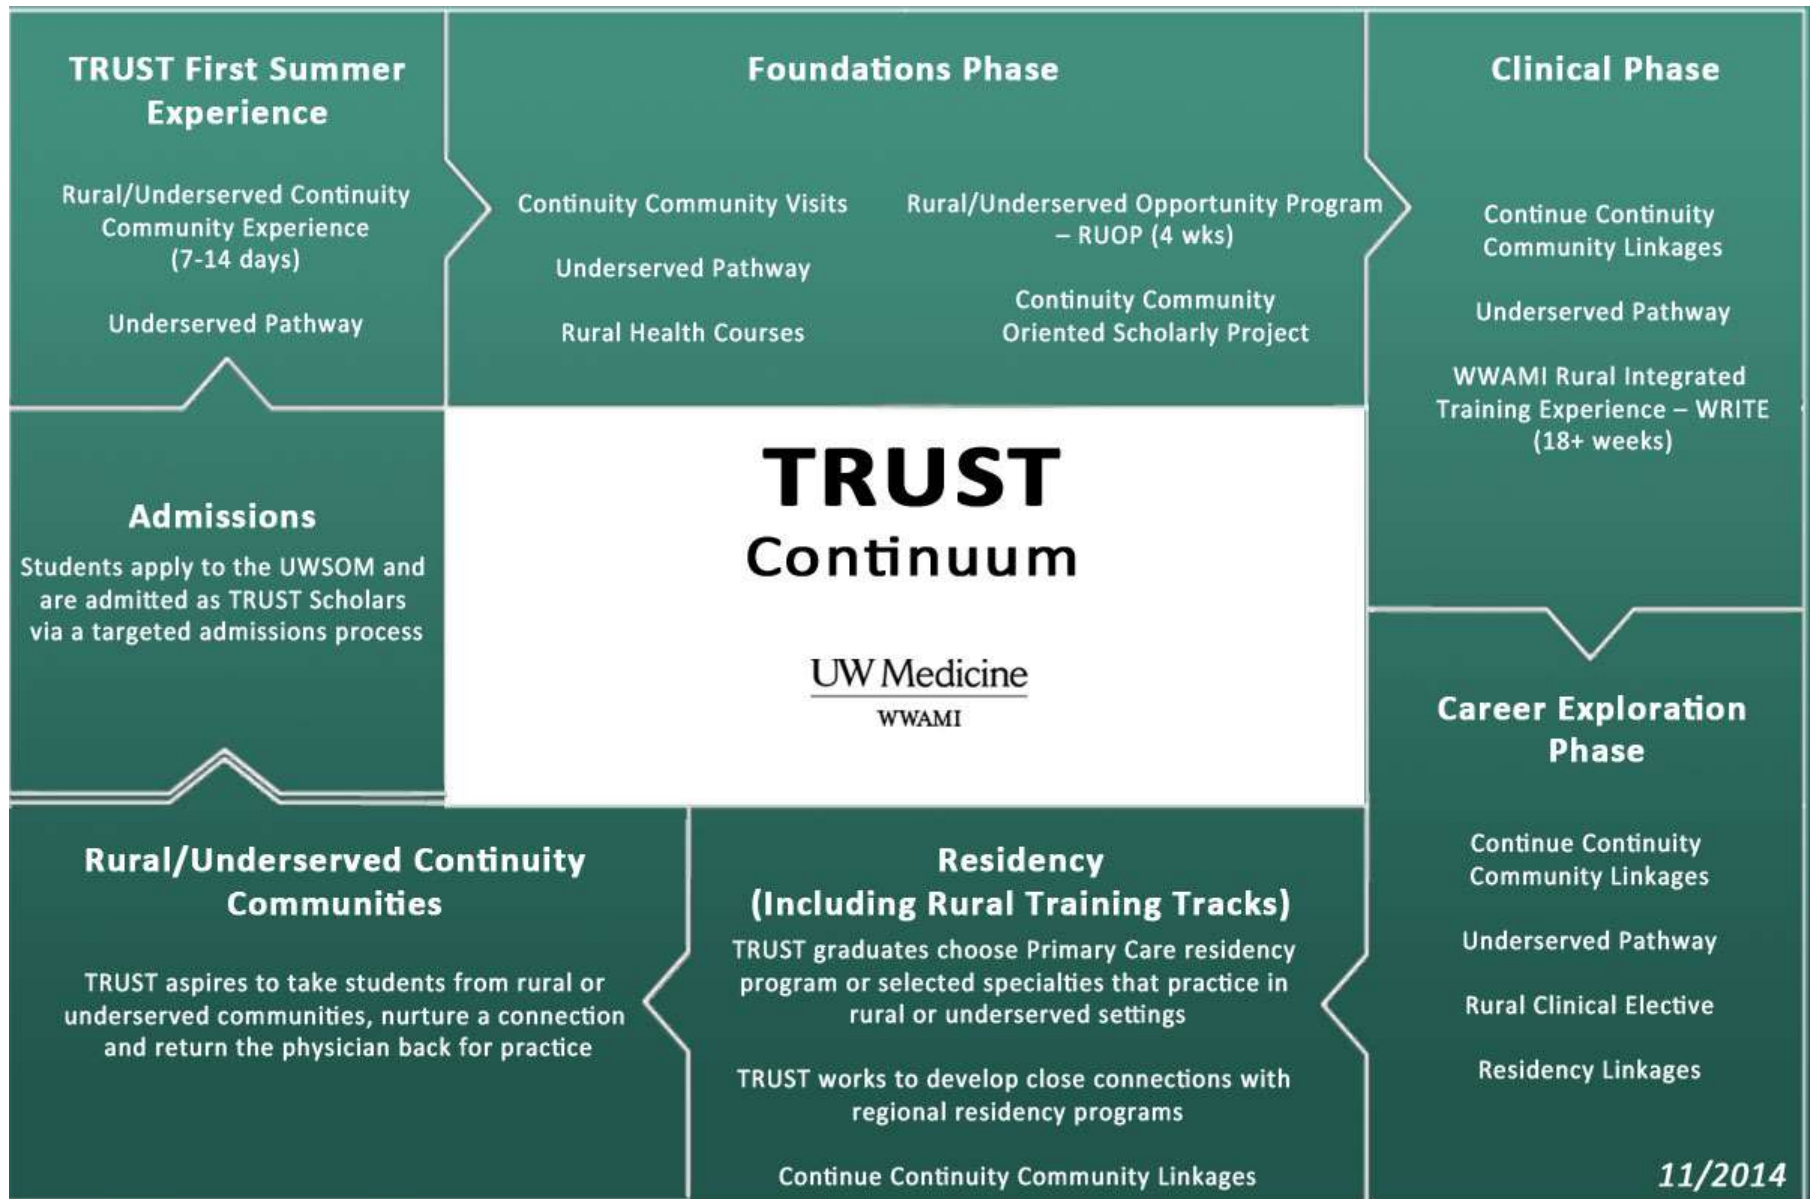 TRUST First Summer
Experience
Rural/Underserved Continuity
Community Experience
(7-14 days)
Underserved Pathway
Foundations Phase
Continuity Community Visits
Underserved Pathway
Rural Health Courses
Rural/Underserved Opportunity Program
– RUOP (4 wks)
Continuity Community
Oriented Scholarly Project
Clinical Phase
Continue Continuity
Community Linkages
Underserved Pathway
WWAMI Rural Integrated
Training Experience – WRITE
(18+ weeks)
Admissions
Students apply to the UWSOM and
are admitted as TRUST Scholars
via a targeted admissions process
TRUST
Continuum
UW Medicine
WWAMI
Career Exploration
Phase
Continue Continuity
Community Linkages
Underserved Pathway
Rural Clinical Elective
Residency Linkages
Rural/Underserved Continuity
Communities
TRUST aspires to take students from rural or
underserved communities, nurture a connection
and return the physician back for practice
Residency
(Including Rural Training Tracks)
TRUST graduates choose Primary Care residency
program or selected specialties that practice in
rural or underserved settings
TRUST works to develop close connections with
regional residency programs
Continue Continuity Community Linkages
11/2014